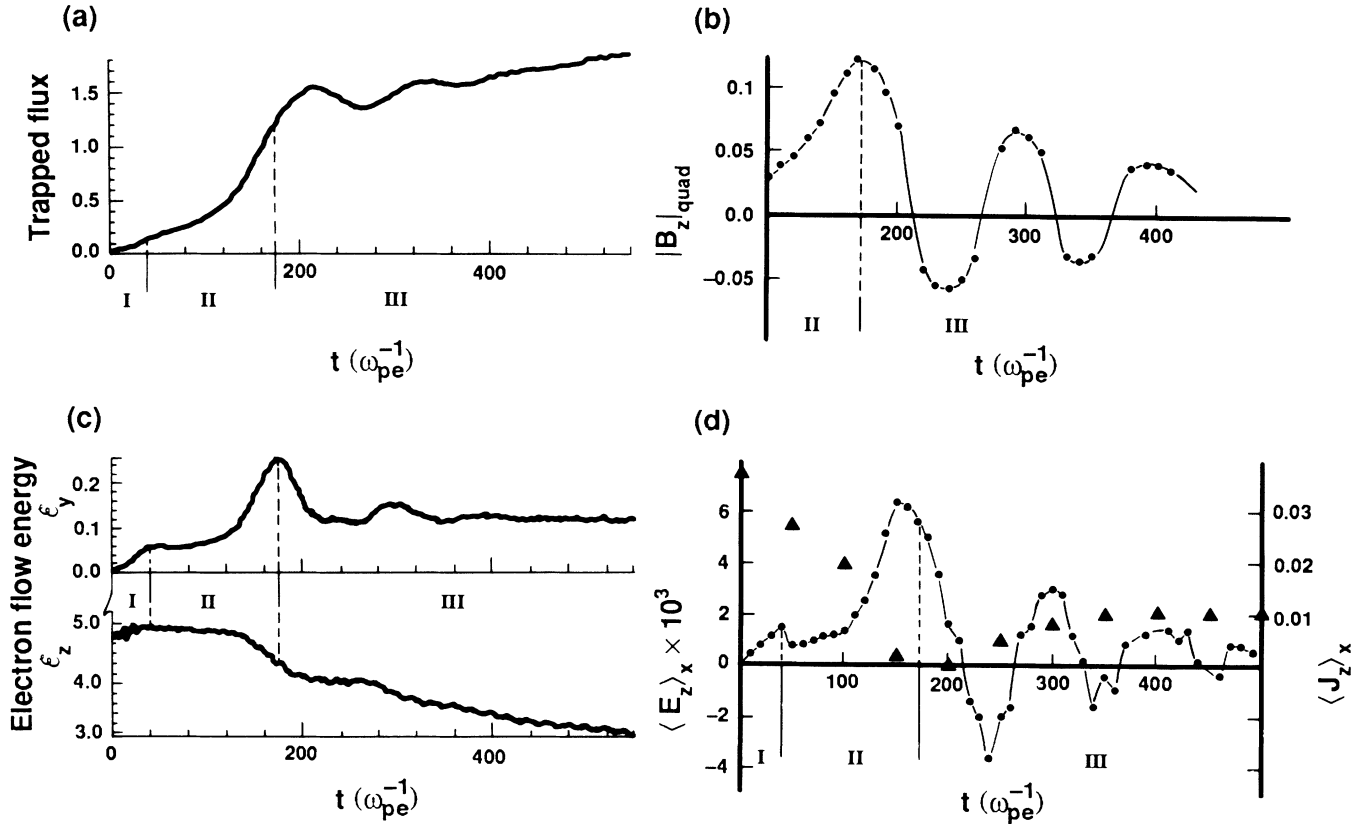 (a)
Trapped flux
1.5
1.0
0.5
0.0
0 200 400
I II III
t (ω_pe^-1)
(b)
|B_z|_quad
0.1
0.05
0.0
-0.05
200 300 400
II III
t (ω_pe^-1)
(c)
Electron flow energy
ε̂_y
0.2
0.1
0.0
I II III
ε̂_z
5.0
4.0
3.0
0 200 400
t (ω_pe^-1)
(d)
⟨E_z⟩_x × 10^3
6
4
2
0
-2
-4
100 200 300 400
0.03
0.02
0.01
⟨J_z⟩_x
I II III
t (ω_pe^-1)